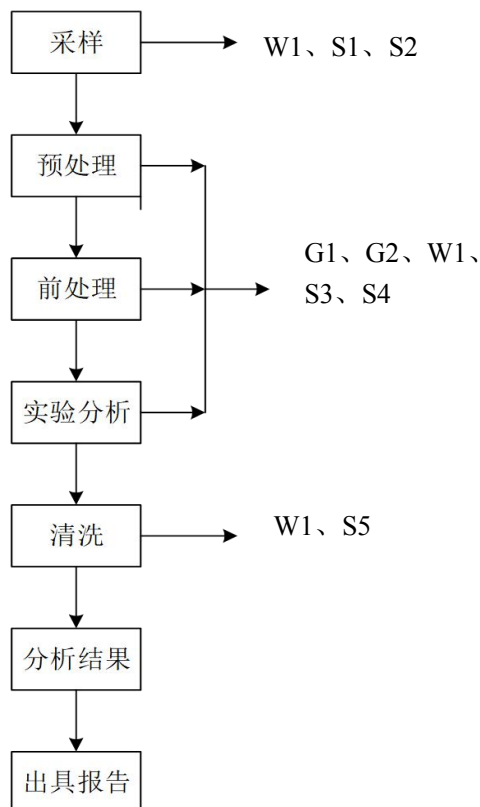 采样
W1、S1、S2
预处理
G1、G2、W1、
S3、S4
前处理
实验分析
清洗
W1、S5
分析结果
出具报告